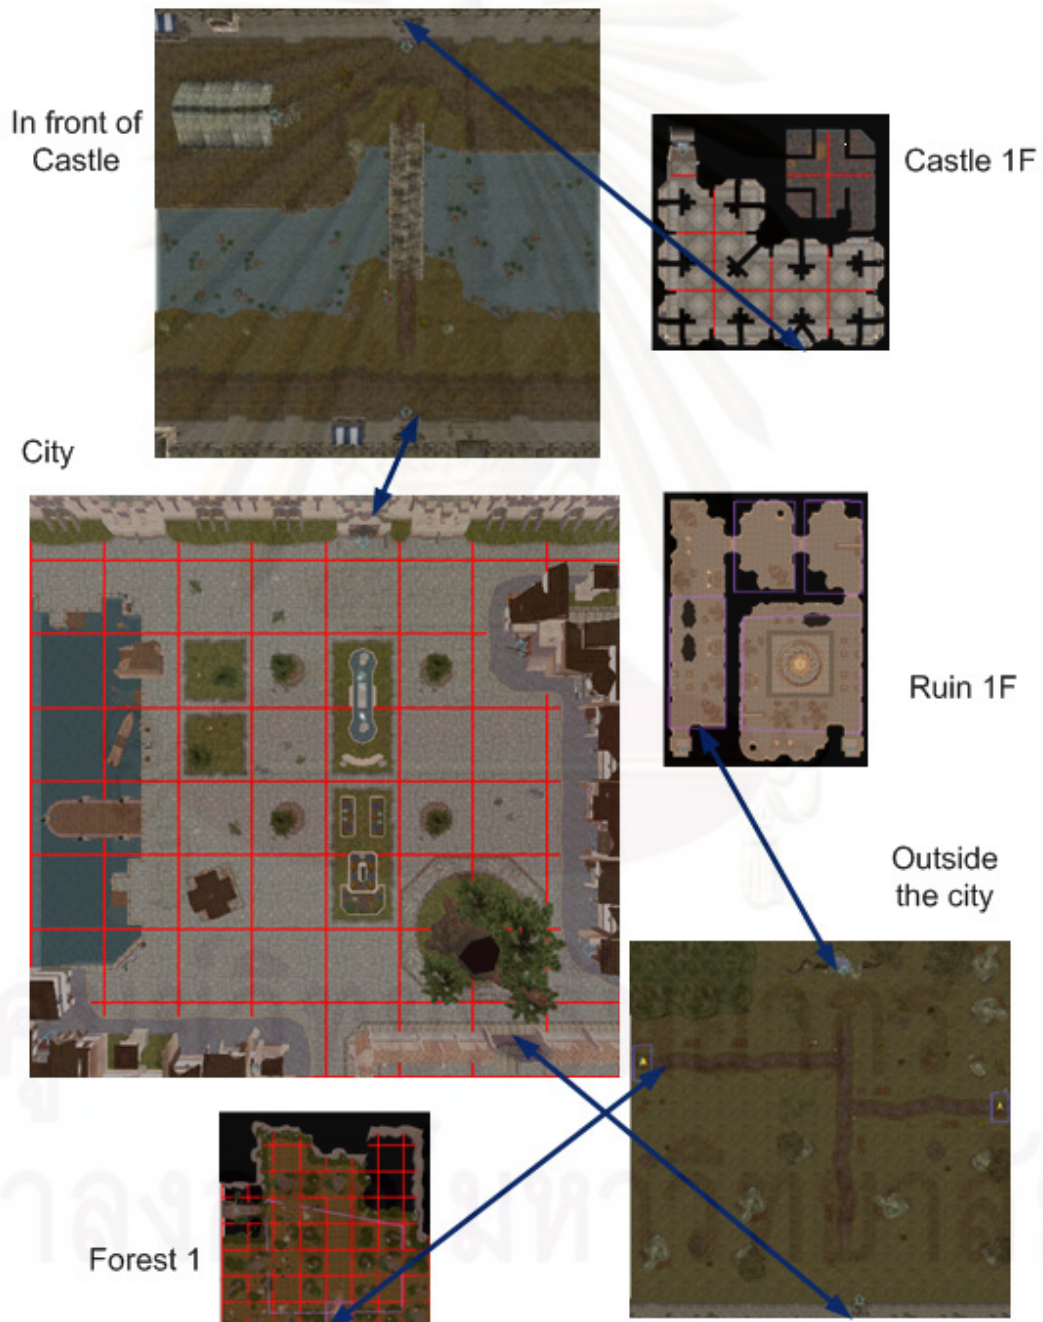 In front of
Castle
Castle 1F
City
Ruin 1F
Outside
the city
Forest 1